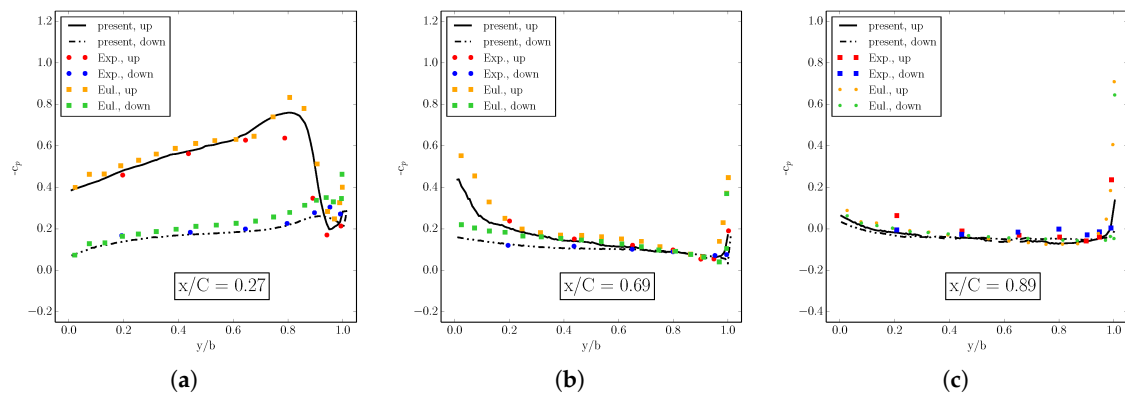 1.2
1.0
0.8
0.6
0.4
0.2
0.0
−0.2
-c_p
present, up
present, down
Exp., up
Exp., down
Eul., up
Eul., down
x/C = 0.27
0.0 0.2 0.4 0.6 0.8 1.0
y/b
(a)
1.2
1.0
0.8
0.6
0.4
0.2
0.0
−0.2
-c_p
present, up
present, down
Exp., up
Exp., down
Eul., up
Eul., down
x/C = 0.69
0.0 0.2 0.4 0.6 0.8 1.0
y/b
(b)
1.2
1.0
0.8
0.6
0.4
0.2
0.0
−0.2
−0.4
-c_p
present, up
present, down
Exp., up
Exp., down
Eul., up
Eul., down
x/C = 0.89
0.0 0.2 0.4 0.6 0.8 1.0
y/b
(c)